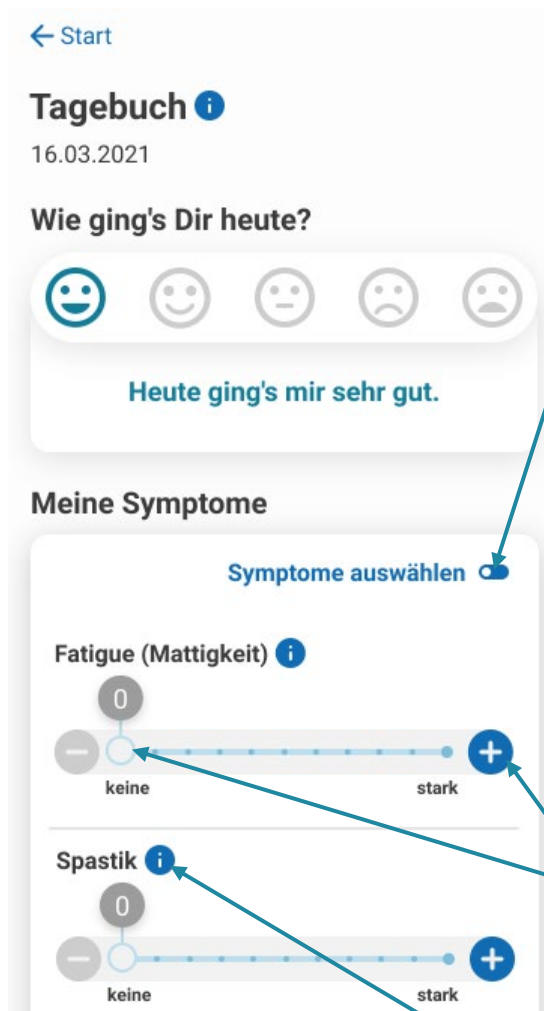 ← Start
Tagebuch i
16.03.2021
Wie ging's Dir heute?
Heute ging's mir sehr gut.
Meine Symptome
Symptome auswählen
Fatigue (Mattigkeit) i
0
− +
keine stark
Spastik i
0
− +
keine stark